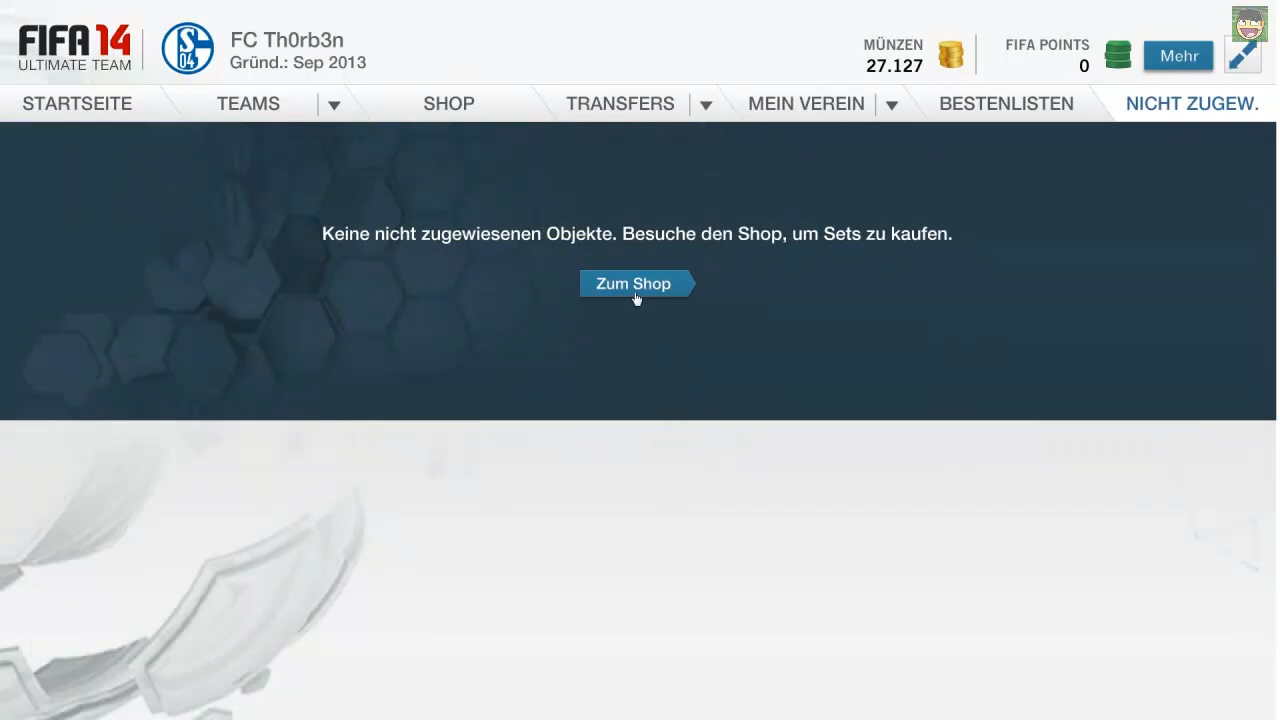 FIFA 14
ULTIMATE TEAM
S
04
FC Th0rb3n
Gründ.: Sep 2013
MÜNZEN
27.127
FIFA POINTS
0
Mehr
STARTSEITE
TEAMS
SHOP
TRANSFERS
MEIN VEREIN
BESTENLISTEN
NICHT ZUGEW.
Keine nicht zugewiesenen Objekte. Besuche den Shop, um Sets zu kaufen.
Zum Shop